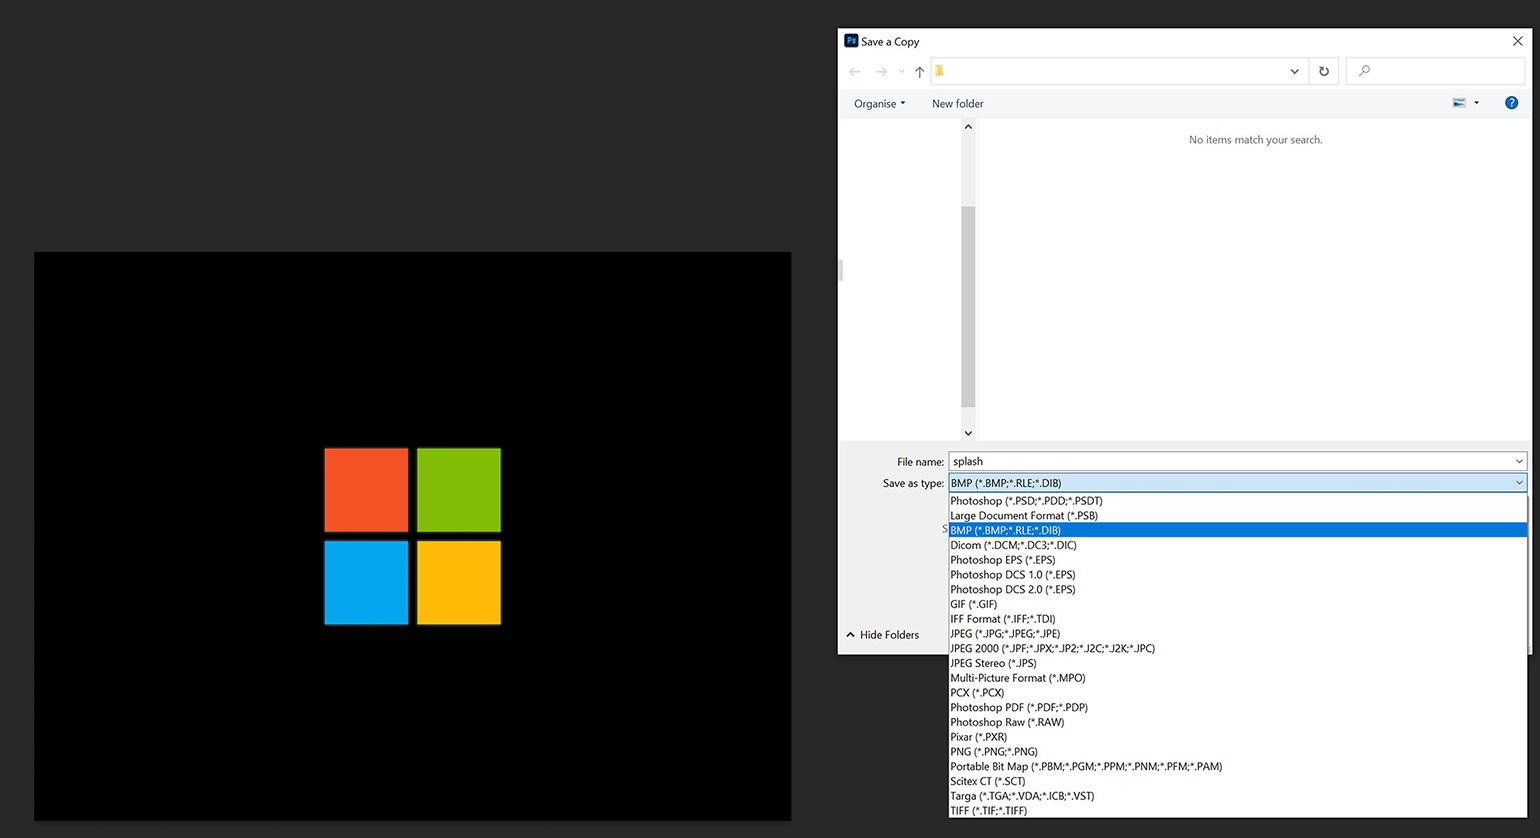 Ps Save a Copy
Organise New folder ?
No items match your search.
File name: splash
Save as type: BMP (*.BMP;*.RLE;*.DIB)
Photoshop (*.PSD;*.PDD;*.PSDT)
Large Document Format (*.PSB)
S BMP (*.BMP;*.RLE;*.DIB)
Dicom (*.DCM;*.DC3;*.DIC)
Photoshop EPS (*.EPS)
Photoshop DCS 1.0 (*.EPS)
Photoshop DCS 2.0 (*.EPS)
GIF (*.GIF)
IFF Format (*.IFF;*.TDI)
Hide Folders
JPEG (*.JPG;*.JPEG;*.JPE)
JPEG 2000 (*.JPF;*.JPX;*.JP2;*.J2C;*.J2K;*.JPC)
JPEG Stereo (*.JPS)
Multi-Picture Format (*.MPO)
PCX (*.PCX)
Photoshop PDF (*.PDF;*.PDP)
Photoshop Raw (*.RAW)
Pixar (*.PXR)
PNG (*.PNG;*.PNG)
Portable Bit Map (*.PBM;*.PGM;*.PPM;*.PNM;*.PFM;*.PAM)
Scitex CT (*.SCT)
Targa (*.TGA;*.VDA;*.ICB;*.VST)
TIFF (*.TIF;*.TIFF)